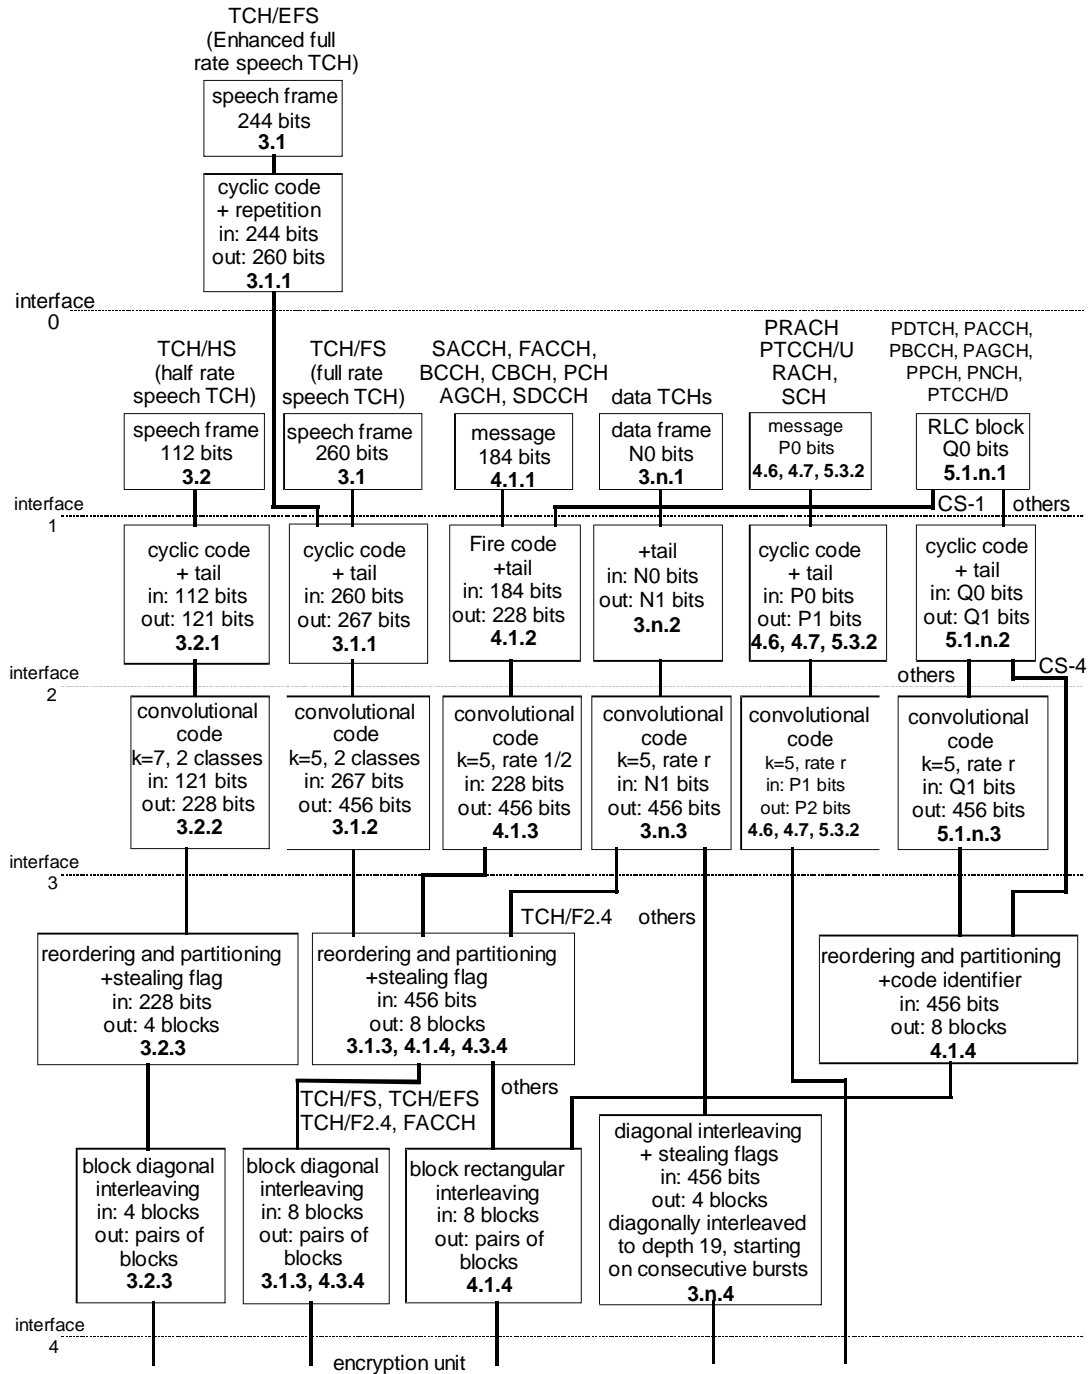 TCH/EFS
(Enhanced full
rate speech TCH)
speech frame
244 bits
3.1
cyclic code
+ repetition
in: 244 bits
out: 260 bits
3.1.1
interface
0
TCH/HS
(half rate
speech TCH)
TCH/FS
(full rate
speech TCH)
SACCH, FACCH,
BCCH, CBCH, PCH
AGCH, SDCCH
data TCHs
PRACH
PTCCH/U
RACH,
SCH
PDTCH, PACCH,
PBCCH, PAGCH,
PPCH, PNCH,
PTCCH/D
speech frame
112 bits
3.2
speech frame
260 bits
3.1
message
184 bits
4.1.1
data frame
N0 bits
3.n.1
message
P0 bits
4.6, 4.7, 5.3.2
RLC block
Q0 bits
5.1.n.1
interface
1
CS-1
others
cyclic code
+ tail
in: 112 bits
out: 121 bits
3.2.1
cyclic code
+ tail
in: 260 bits
out: 267 bits
3.1.1
Fire code
+tail
in: 184 bits
out: 228 bits
4.1.2
+tail
in: N0 bits
out: N1 bits
3.n.2
cyclic code
+ tail
in: P0 bits
out: P1 bits
4.6, 4.7, 5.3.2
cyclic code
+ tail
in: Q0 bits
out: Q1 bits
5.1.n.2
interface
2
others
CS-4
convolutional
code
k=7, 2 classes
in: 121 bits
out: 228 bits
3.2.2
convolutional
code
k=5, 2 classes
in: 267 bits
out: 456 bits
3.1.2
convolutional
code
k=5, rate 1/2
in: 228 bits
out: 456 bits
4.1.3
convolutional
code
k=5, rate r
in: N1 bits
out: 456 bits
3.n.3
convolutional
code
k=5, rate r
in: P1 bits
out: P2 bits
4.6, 4.7, 5.3.2
convolutional
code
k=5, rate r
in: Q1 bits
out: 456 bits
5.1.n.3
interface
3
TCH/F2.4
others
reordering and partitioning
+stealing flag
in: 228 bits
out: 4 blocks
3.2.3
reordering and partitioning
+stealing flag
in: 456 bits
out: 8 blocks
3.1.3, 4.1.4, 4.3.4
reordering and partitioning
+code identifier
in: 456 bits
out: 8 blocks
4.1.4
TCH/FS, TCH/EFS
TCH/F2.4, FACCH
others
block diagonal
interleaving
in: 4 blocks
out: pairs of
blocks
3.2.3
block diagonal
interleaving
in: 8 blocks
out: pairs of
blocks
3.1.3, 4.3.4
block rectangular
interleaving
in: 8 blocks
out: pairs of
blocks
4.1.4
diagonal interleaving
+ stealing flags
in: 456 bits
out: 4 blocks
diagonally interleaved
to depth 19, starting
on consecutive bursts
3.n.4
interface
4
encryption unit